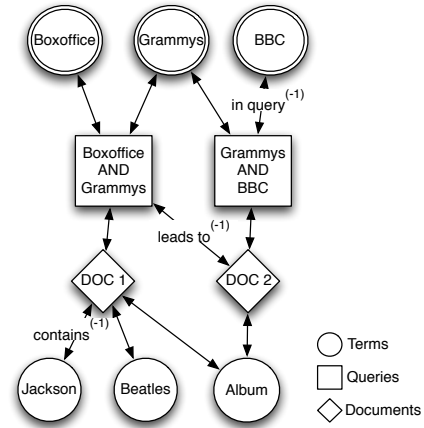 Boxoffice
Grammys
BBC
in query(-1)
Boxoffice
AND
Grammys
Grammys
AND
BBC
leads to(-1)
DOC 1
DOC 2
contains(-1)
Jackson
Beatles
Album
Terms
Queries
Documents